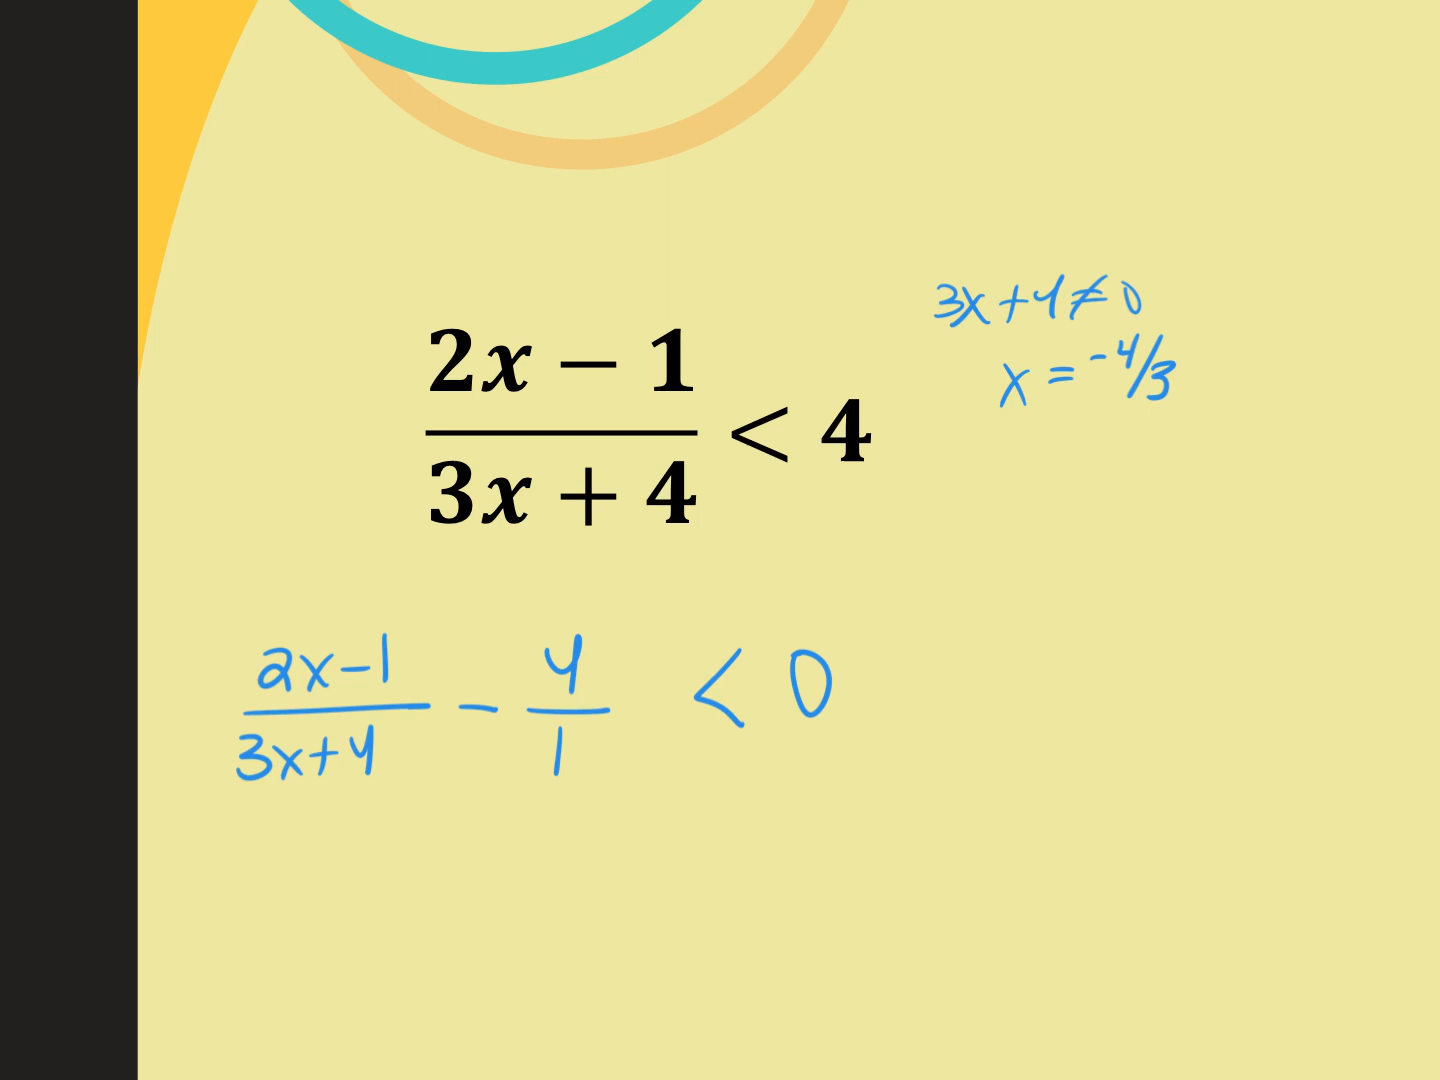 3x + 4 ≠ 0
x = -4/3
2x − 1
3x + 4 < 4
2x-1/3x+4 - 4/1 < 0